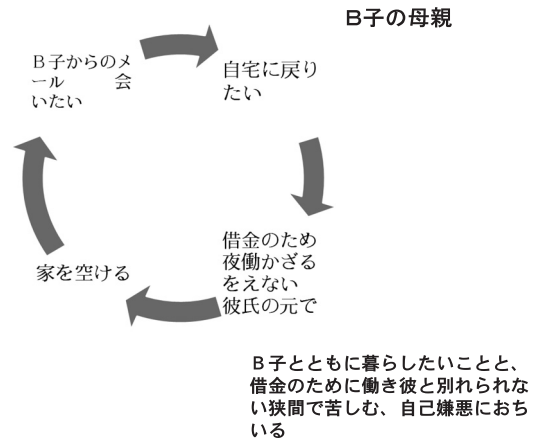 B子の母親
B子からのメ
ール　　　会
いたい
自宅に戻り
たい
借金のため
夜働かざる
をえない
彼氏の元で
家を空ける
B子とともに暮らしたいことと、
借金のために働き彼と別れられな
い狭間で苦しむ、自己嫌悪におち
いる